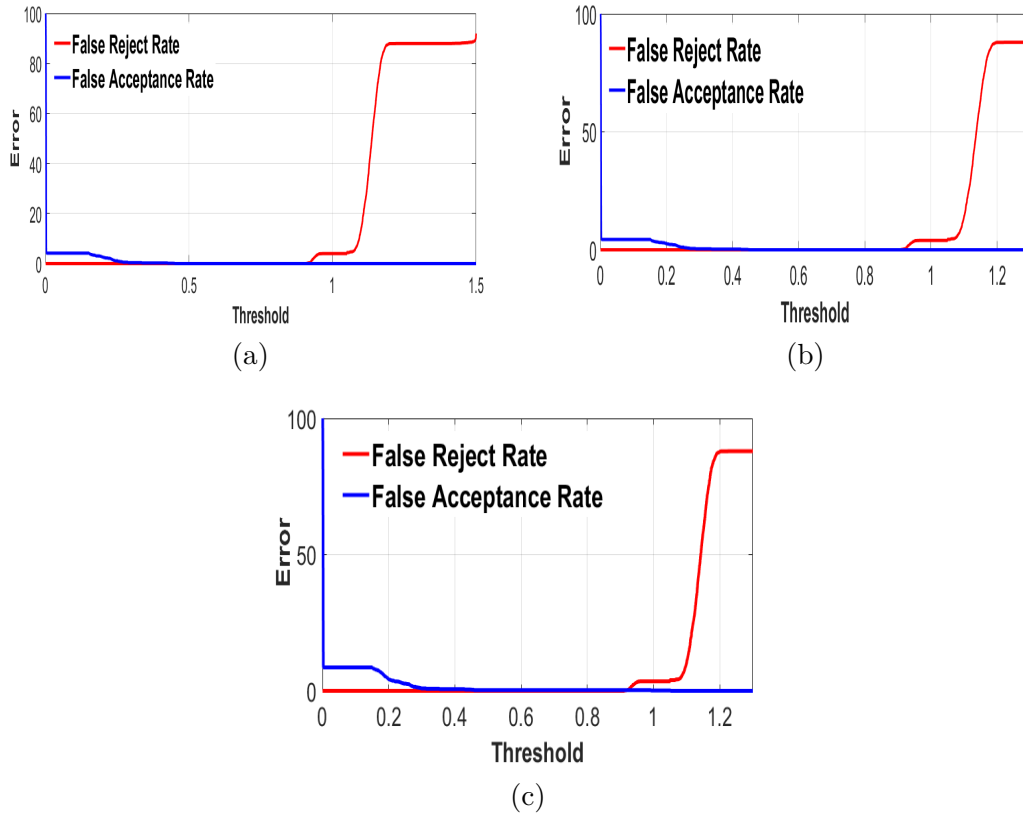 100
80
60
40
20
0
Error
False Reject Rate
False Acceptance Rate
0 0.5 1 1.5
Threshold
(a)
100
50
0
Error
False Reject Rate
False Acceptance Rate
0 0.2 0.4 0.6 0.8 1 1.2
Threshold
(b)
100
50
0
Error
False Reject Rate
False Acceptance Rate
0 0.2 0.4 0.6 0.8 1 1.2
Threshold
(c)